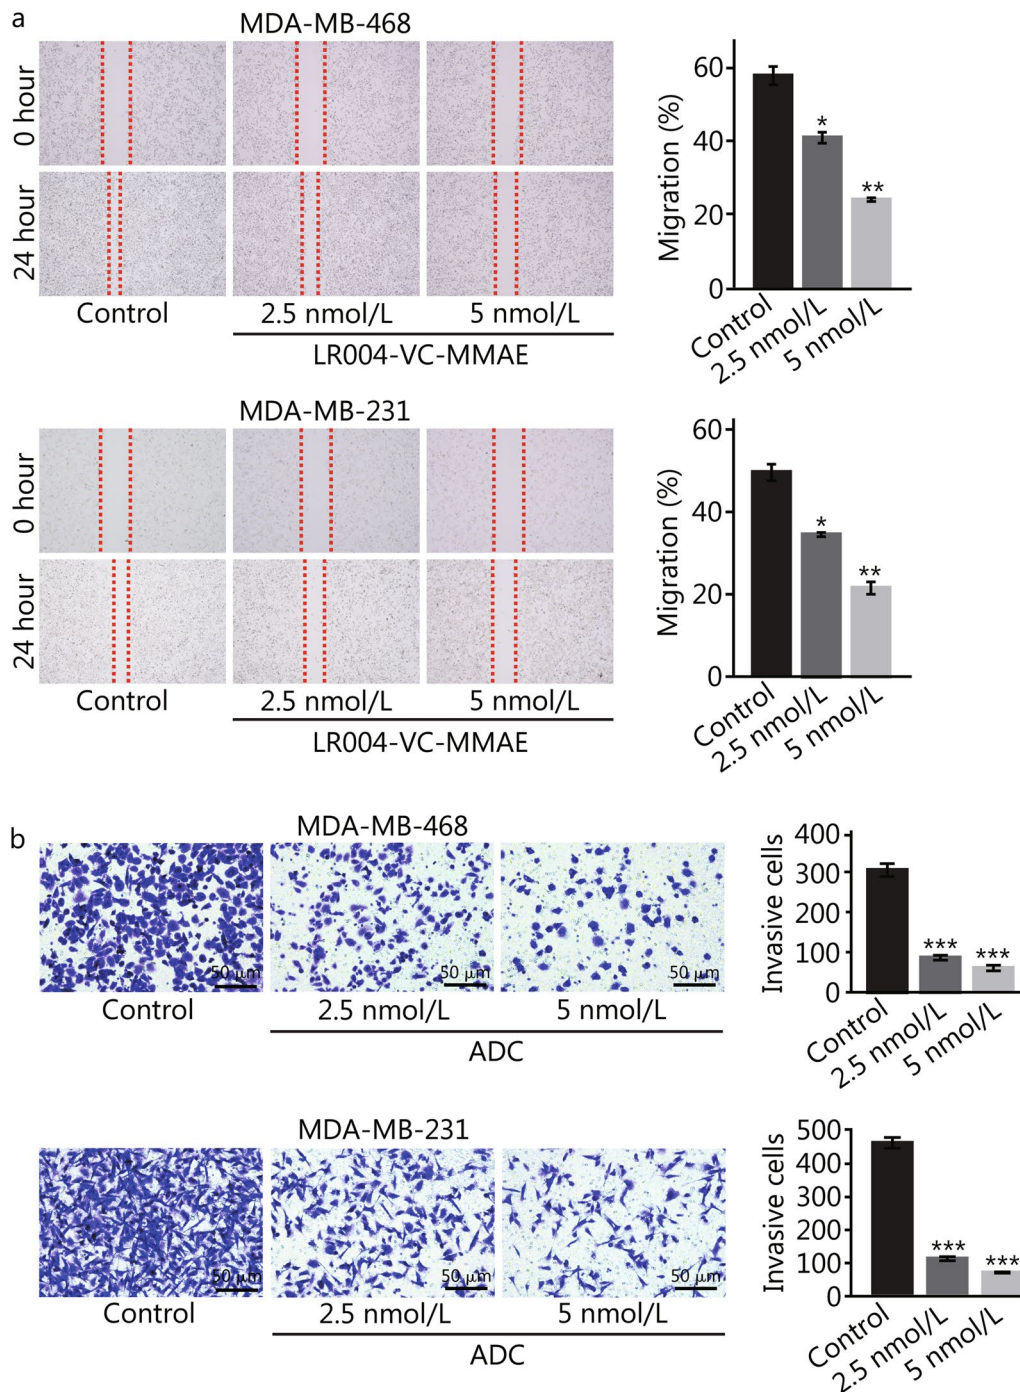 a
MDA-MB-468
0 hour
24 hour
Control
2.5 nmol/L
5 nmol/L
LR004-VC-MMAE
Migration (%)
60
40
20
0
*
**
Control
2.5 nmol/L
5 nmol/L
MDA-MB-231
0 hour
24 hour
Control
2.5 nmol/L
5 nmol/L
LR004-VC-MMAE
Migration (%)
60
40
20
0
*
**
Control
2.5 nmol/L
5 nmol/L
b
MDA-MB-468
50 μm
50 μm
50 μm
Control
2.5 nmol/L
5 nmol/L
ADC
Invasive cells
400
300
200
100
0
***
***
Control
2.5 nmol/L
5 nmol/L
MDA-MB-231
50 μm
50 μm
50 μm
Control
2.5 nmol/L
5 nmol/L
ADC
Invasive cells
500
400
300
200
100
0
***
***
Control
2.5 nmol/L
5 nmol/L